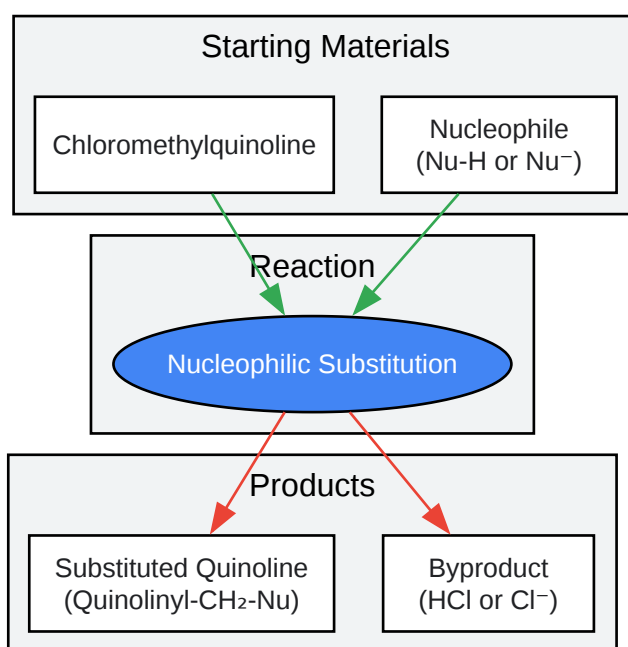 Starting Materials
Chloromethylquinoline
Nucleophile
(Nu-H or Nu⁻)
Reaction
Nucleophilic Substitution
Products
Substituted Quinoline
(Quinolinyl-CH₂-Nu)
Byproduct
(HCl or Cl⁻)